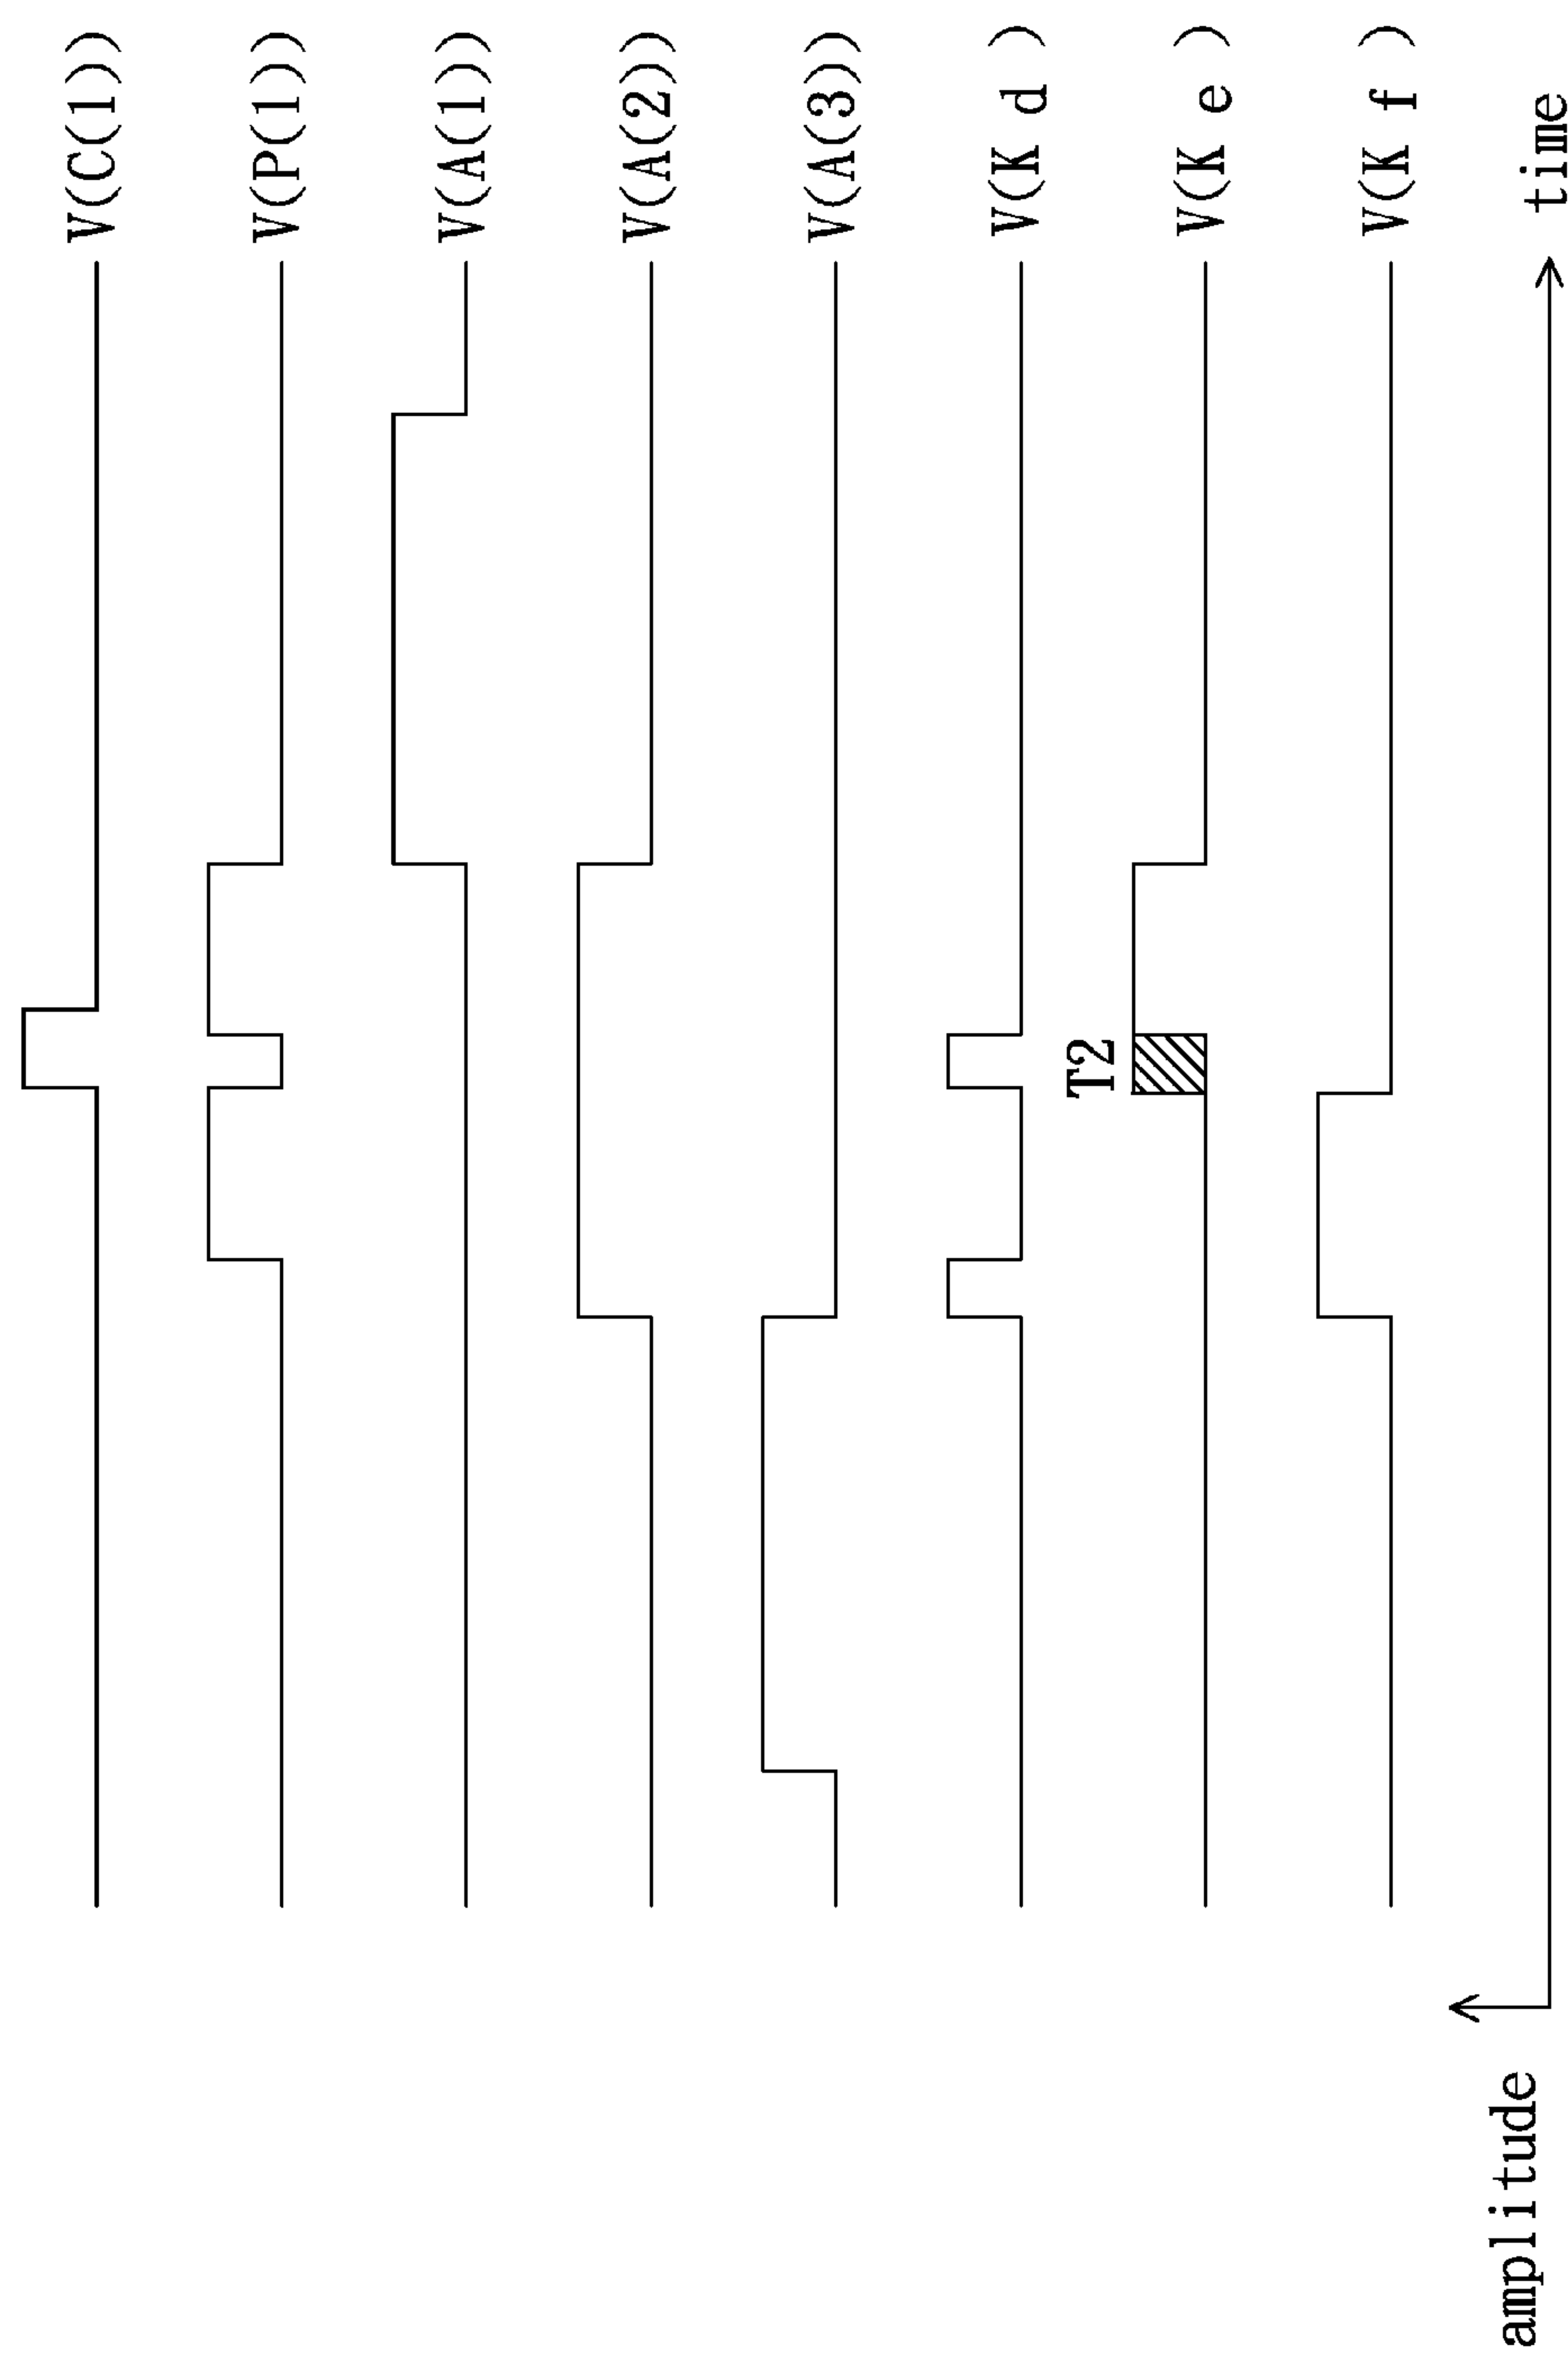 V(C(1))
V(P(1))
V(A(1))
V(A(2))
V(A(3))
V(K d )
T2
V(K e )
V(K f )
amplitude
time